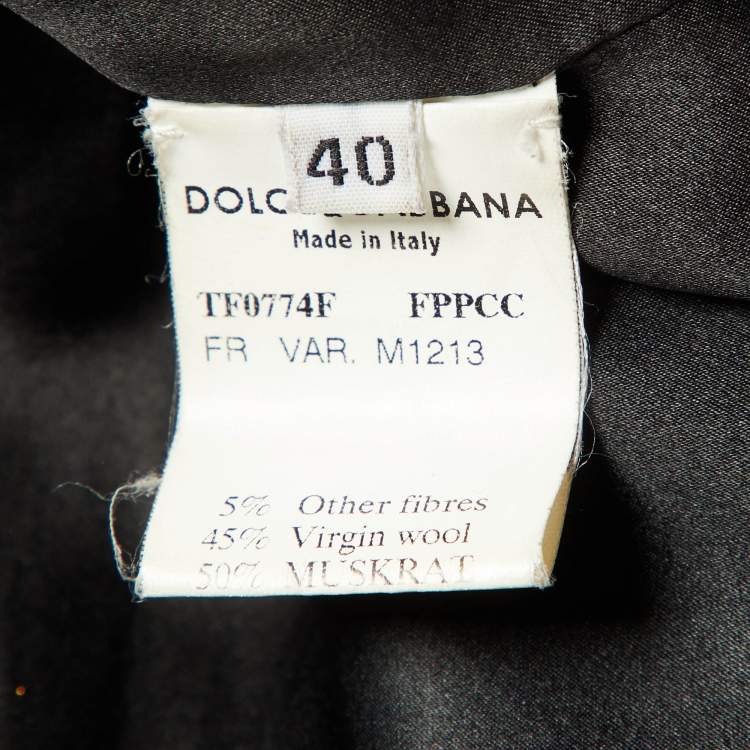 40
DOLC BANA
Made in Italy
TF0774F FPPCC
FR VAR. M1213
5% Other fibres
45% Virgin wool
50% MUSKRAT